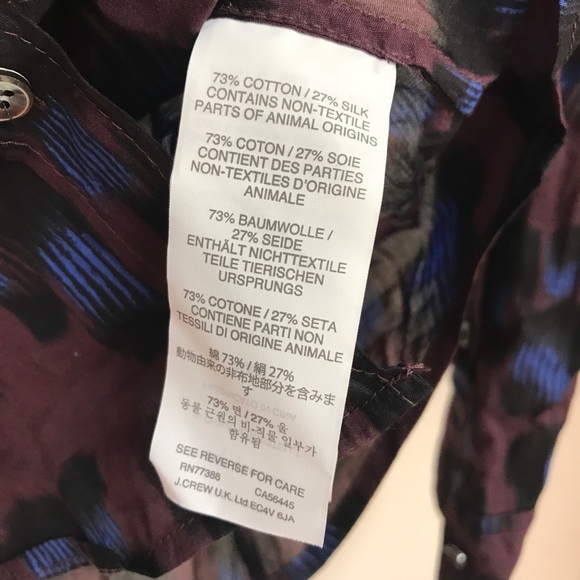 73% COTTON / 27% SILK
CONTAINS NON-TEXTILE
PARTS OF ANIMAL ORIGINS
73% COTON / 27% SOIE
CONTIENT DES PARTIES
NON-TEXTILES D'ORIGINE
ANIMALE
73% BAUMWOLLE /
27% SEIDE
ENTHÄLT NICHTTEXTILE
TEILE TIERISCHEN
URSPRUNGS
73% COTONE / 27% SETA
CONTIENE PARTI NON
TESSILI DI ORIGINE ANIMALE
綿 73% / 絹 27%
動物由来の非布地部分を含みま
す
73% 면 / 27% 울
동물 근원의 비-직물 일부가
함유됨
SEE REVERSE FOR CARE
RN77388 CA56445
J.CREW U.K. Ltd EC4V 6JA